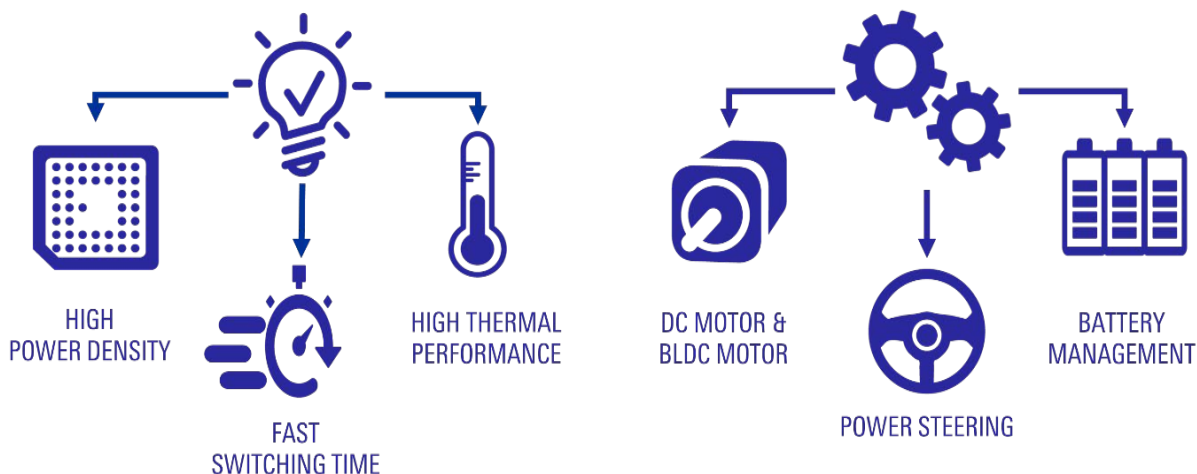 HIGH
POWER DENSITY
FAST
SWITCHING TIME
HIGH THERMAL
PERFORMANCE
DC MOTOR &
BLDC MOTOR
POWER STEERING
BATTERY
MANAGEMENT